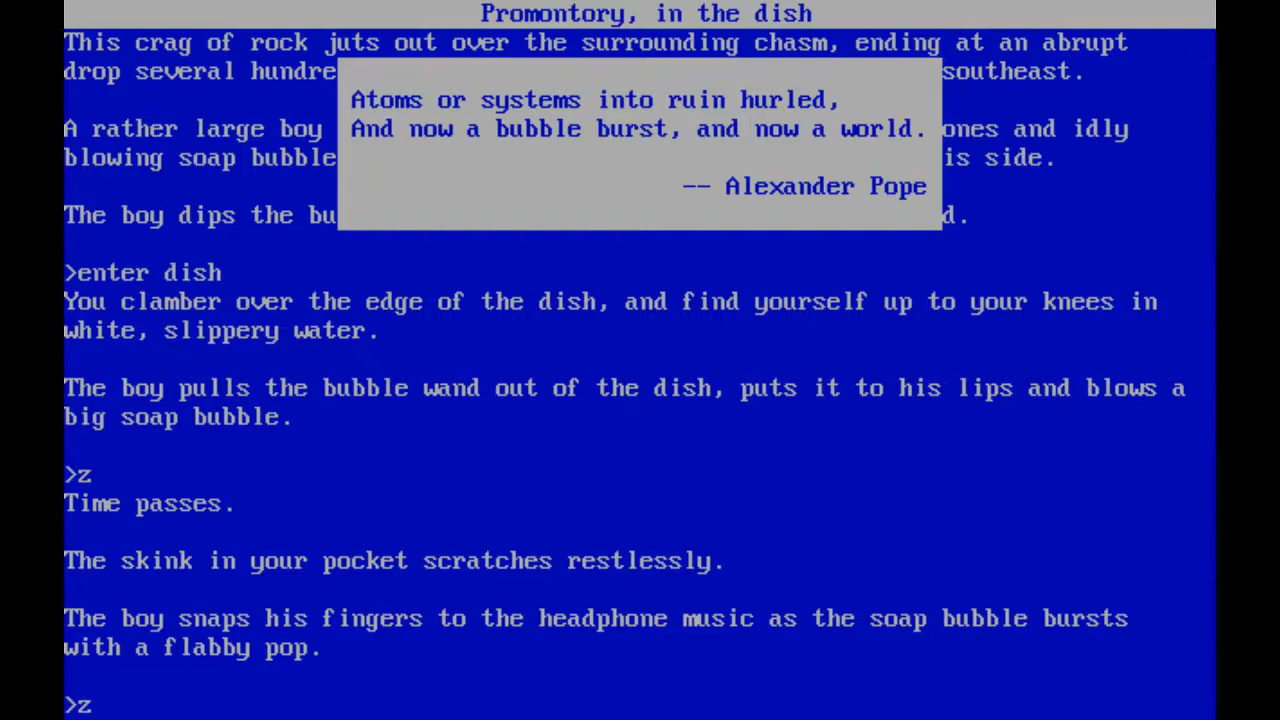 Promontory, in the dish
This crag of rock juts out over the surrounding chasm, ending at an abrupt
drop several hundre southeast.
Atoms or systems into ruin hurled,
And now a bubble burst, and now a world.
-- Alexander Pope
A rather large boy ones and idly
blowing soap bubble is side.
The boy dips the bu d.
>enter dish
You clamber over the edge of the dish, and find yourself up to your knees in
white, slippery water.
The boy pulls the bubble wand out of the dish, puts it to his lips and blows a
big soap bubble.
>z
Time passes.
The skink in your pocket scratches restlessly.
The boy snaps his fingers to the headphone music as the soap bubble bursts
with a flabby pop.
>z